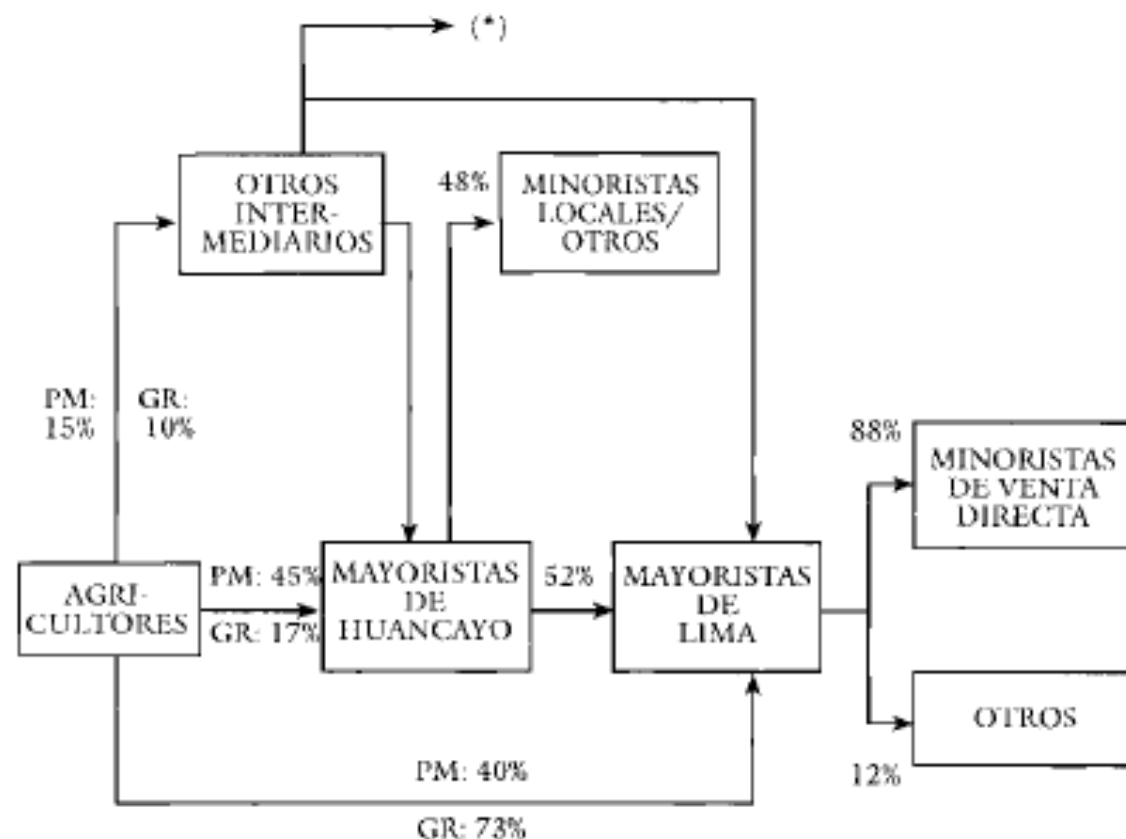 (*)
OTROS
INTER-
MEDIARIOS
48%
MINORISTAS
LOCALES/
OTROS
PM:
15%
GR:
10%
88%
MINORISTAS
DE VENTA
DIRECTA
AGRI-
CULTORES
PM: 45%
GR: 17%
MAYORISTAS
DE
HUANCAYO
52%
MAYORISTAS
DE
LIMA
OTROS
12%
PM: 40%
GR: 73%